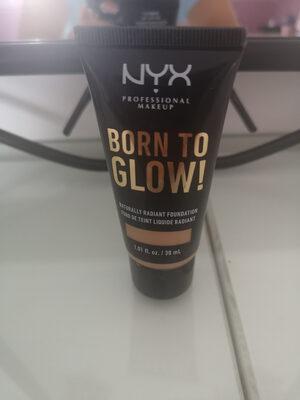 NYX
PROFESSIONAL
MAKEUP
BORN TO
GLOW!
NATURALLY RADIANT FOUNDATION
FOND DE TEINT LIQUIDE RADIANT
1.01 fl. oz. / 30 mL